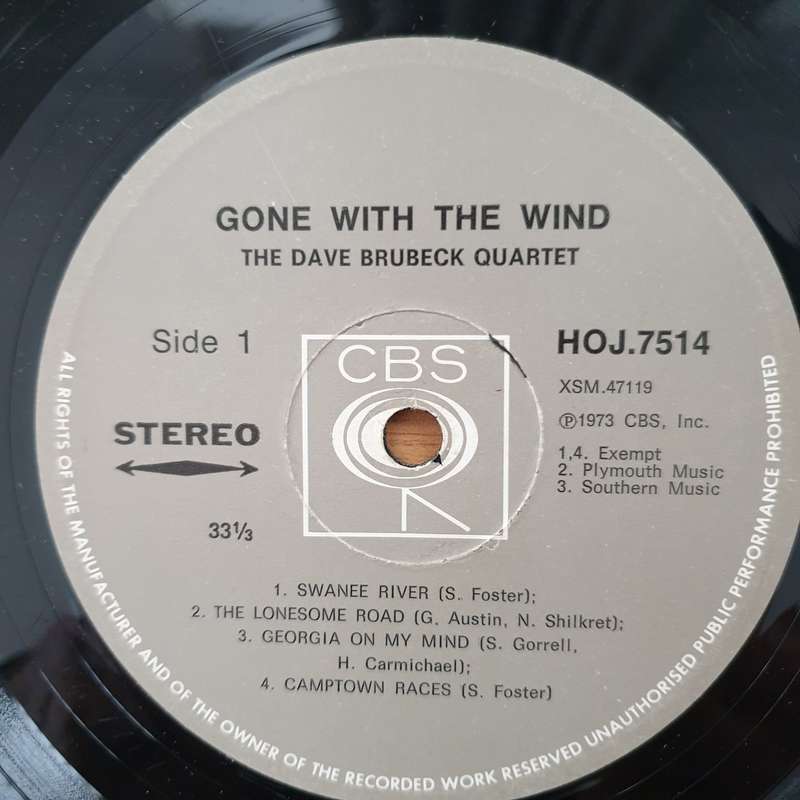 GONE WITH THE WIND
THE DAVE BRUBECK QUARTET
Side 1
CBS
HOJ.7514
XSM.47119
℗1973 CBS, Inc.
STEREO
1,4. Exempt
2. Plymouth Music
3. Southern Music
33⅓
1. SWANEE RIVER (S. Foster);
2. THE LONESOME ROAD (G. Austin, N. Shilkret);
3. GEORGIA ON MY MIND (S. Gorrell,
H. Carmichael);
4. CAMPTOWN RACES (S. Foster)
ALL RIGHTS OF THE MANUFACTURER AND OF THE OWNER OF THE RECORDED WORK RESERVED UNAUTHORISED PUBLIC PERFORMANCE PROHIBITED